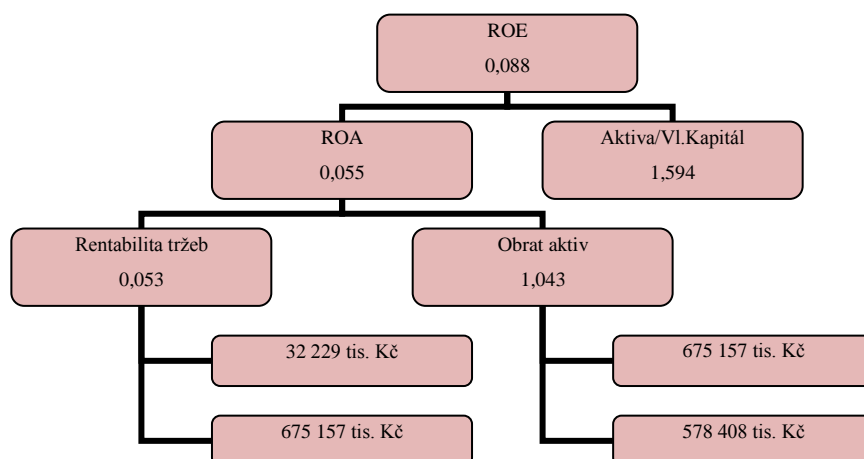 ROE
0,088
ROA
0,055
Aktiva/Vl.Kapitál
1,594
Rentabilita tržeb
0,053
Obrat aktiv
1,043
32 229 tis. Kč
675 157 tis. Kč
675 157 tis. Kč
578 408 tis. Kč